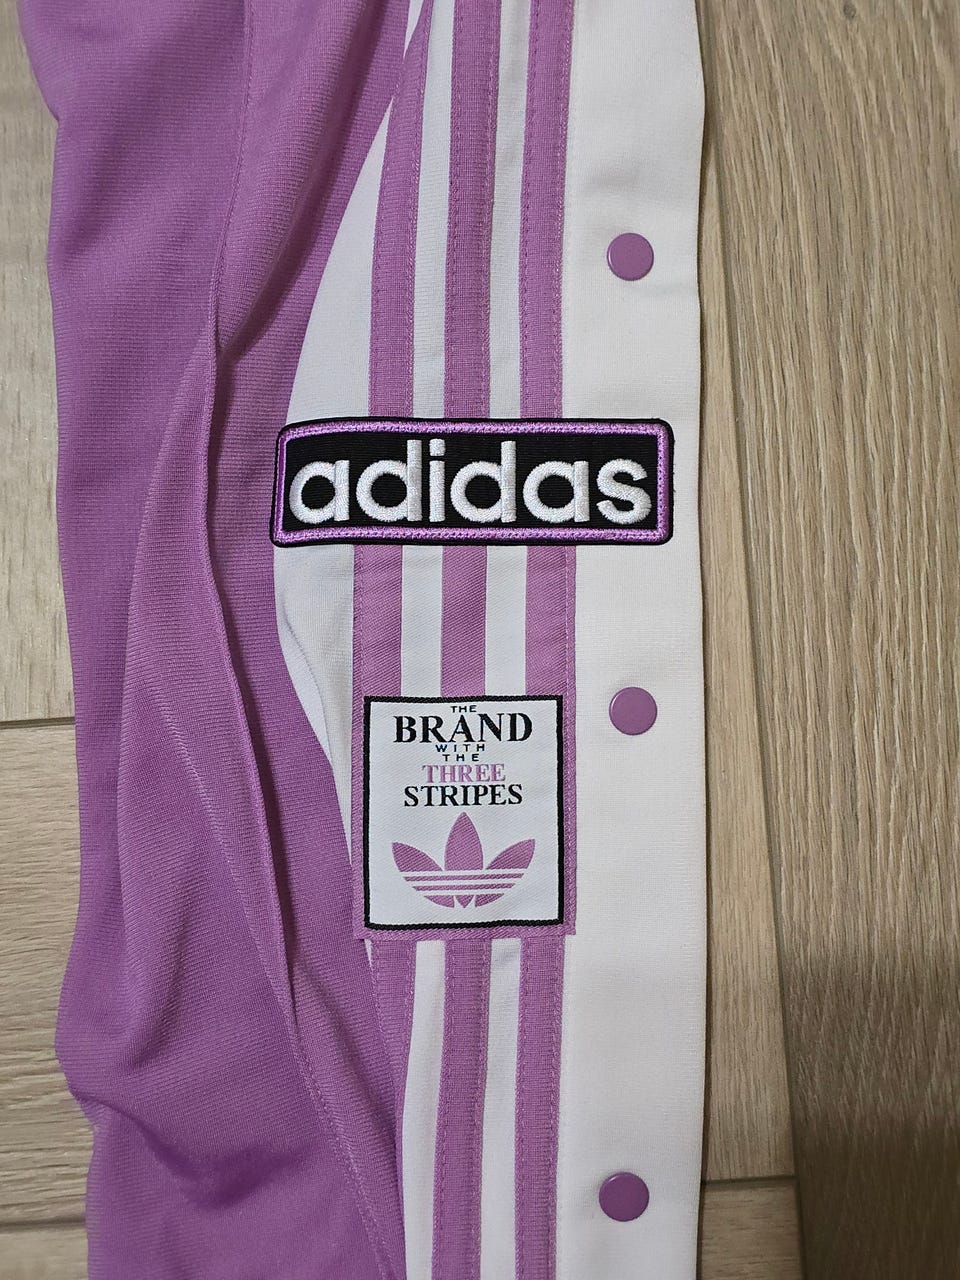 adidas
THE
BRAND
WITH
THE
THREE
STRIPES